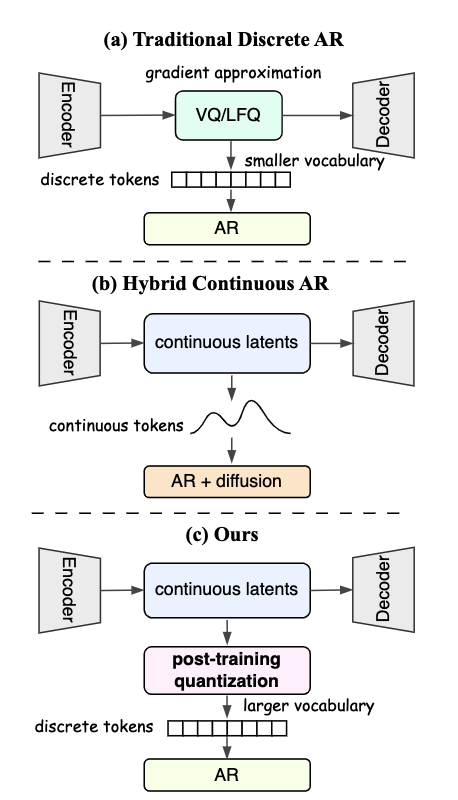 (a) Traditional Discrete AR
gradient approximation
Encoder
VQ/LFQ
Decoder
smaller vocabulary
discrete tokens
AR
(b) Hybrid Continuous AR
Encoder
continuous latents
Decoder
continuous tokens
AR + diffusion
(c) Ours
Encoder
continuous latents
Decoder
post-training
quantization
larger vocabulary
discrete tokens
AR